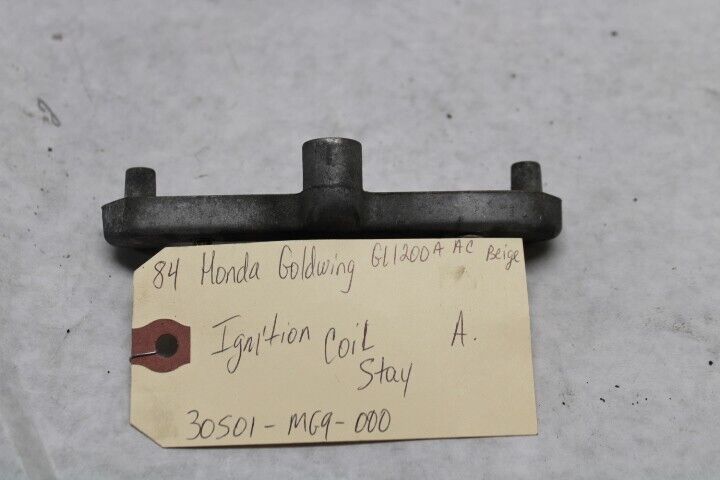 84 Honda Goldwing GL1200A AC Beige
Ignition Coil Stay A.
30501-MG9-000